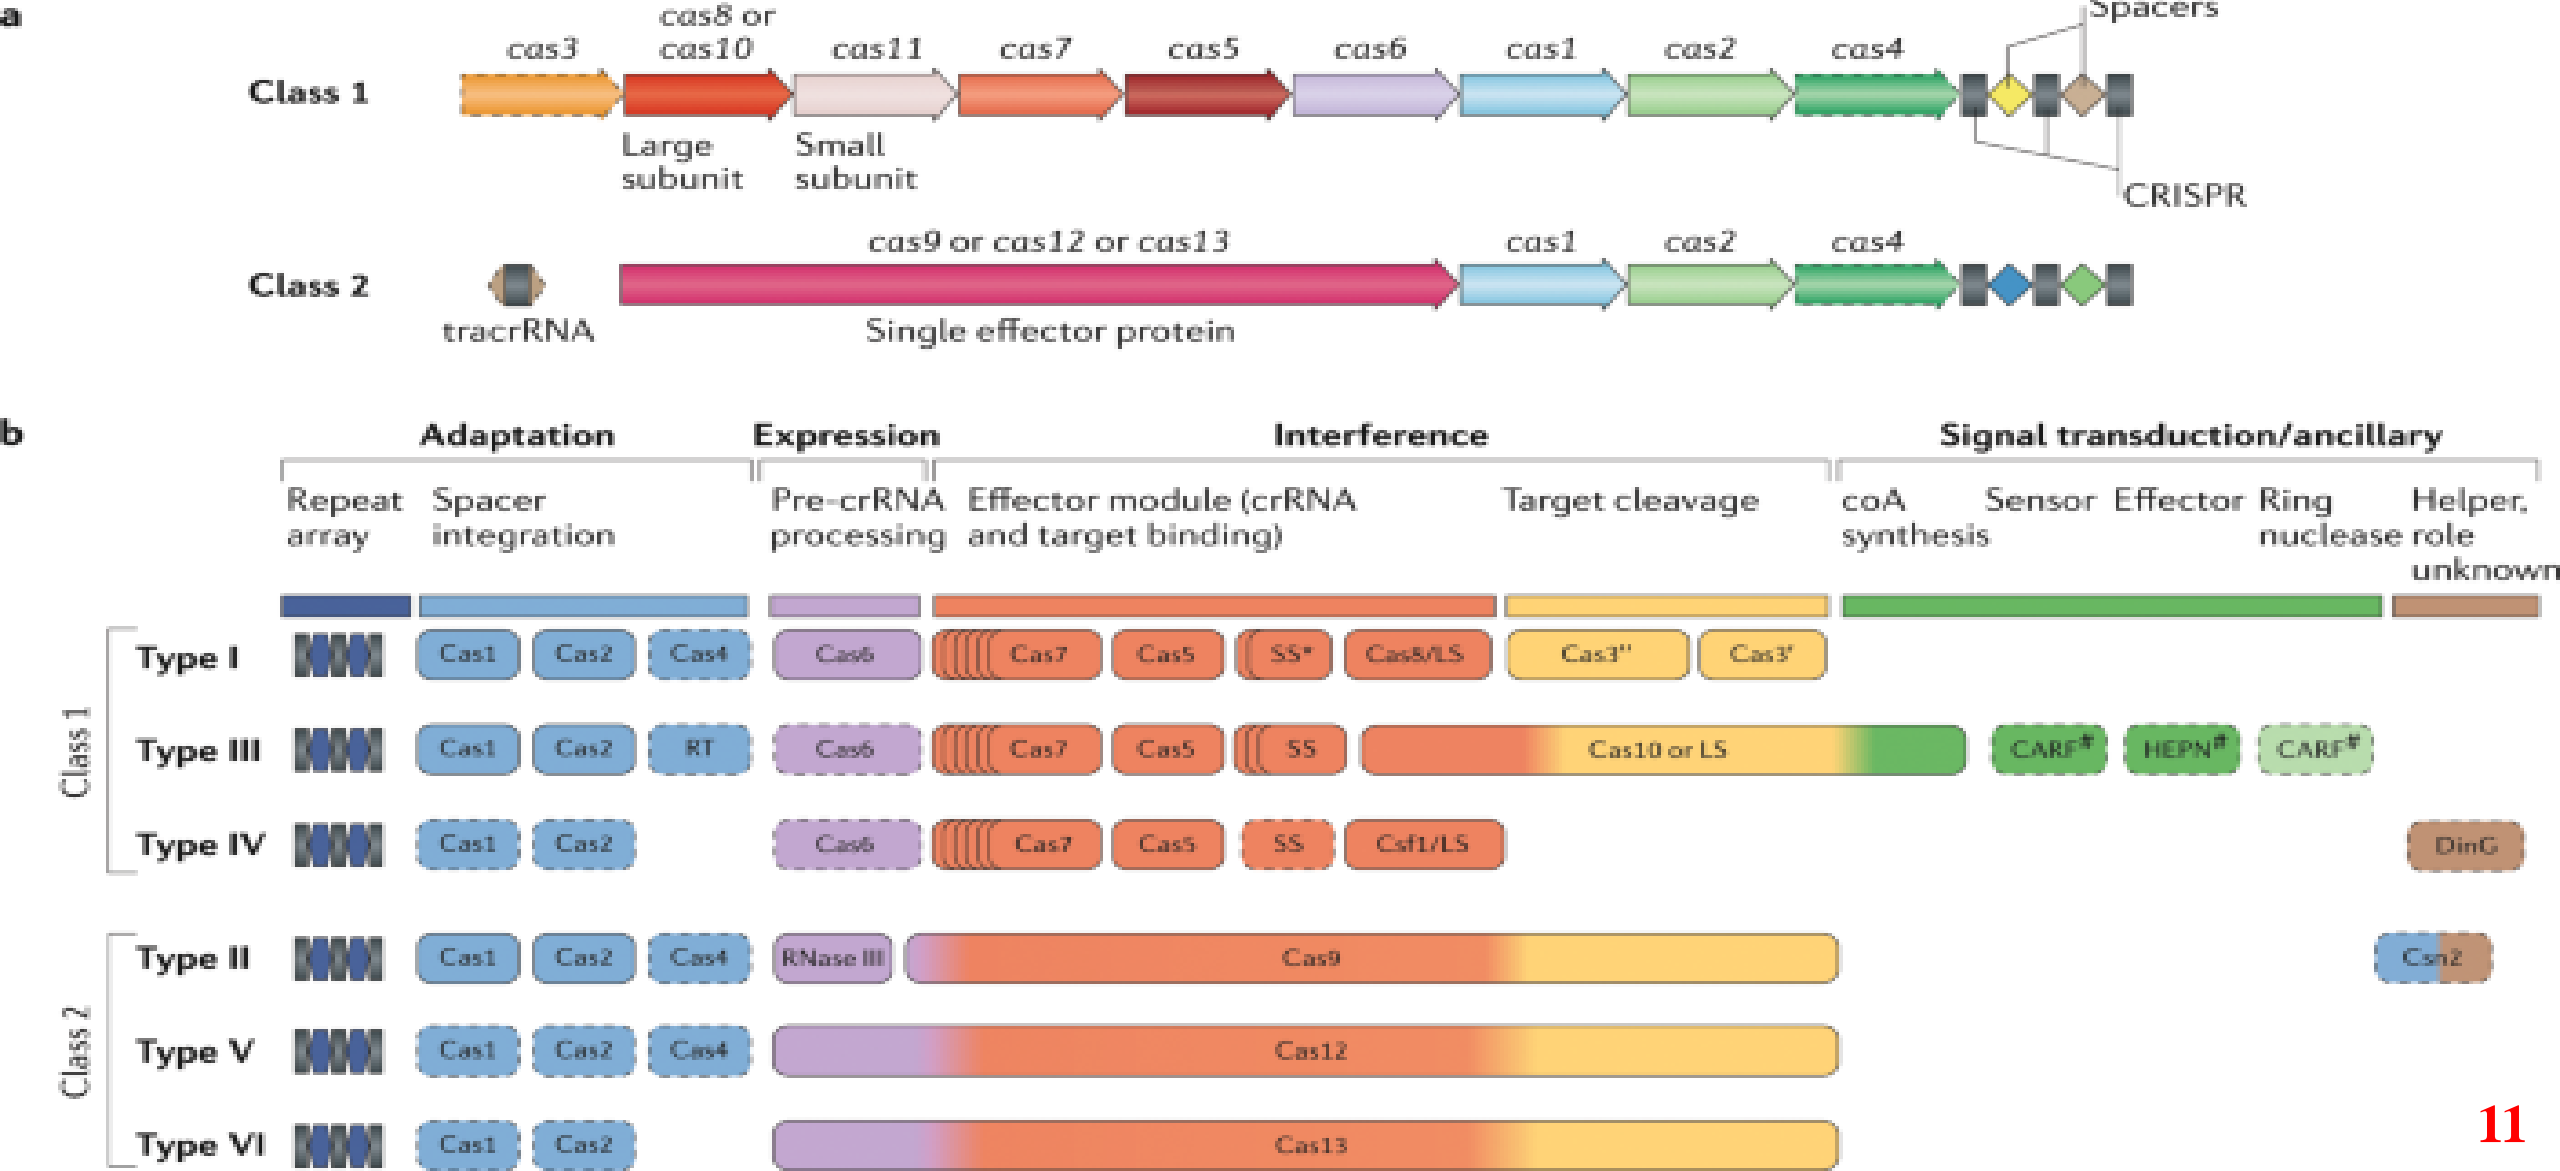 a
Spacers
cas8 or
cas3 cas10 cas11 cas7 cas5 cas6 cas1 cas2 cas4
Class 1
Large Small
subunit subunit
CRISPR
cas9 or cas12 or cas13 cas1 cas2 cas4
Class 2
tracrRNA Single effector protein
b
Adaptation Expression Interference Signal transduction/ancillary
Repeat Spacer Pre-crRNA Effector module (crRNA Target cleavage coA Sensor Effector Ring Helper,
array integration processing and target binding) synthesis nuclease role
unknown
Class 1
Type I Cas1 Cas2 Cas4 Cas6 Cas7 Cas5 SS* Cas8/LS Cas3″ Cas3′
Type III Cas1 Cas2 RT Cas6 Cas7 Cas5 SS Cas10 or LS CARF# HEPN# CARF#
Type IV Cas1 Cas2 Cas6 Cas7 Cas5 SS Csf1/LS DinG
Class 2
Type II Cas1 Cas2 Cas4 RNase III Cas9 Csn2
Type V Cas1 Cas2 Cas4 Cas12
Type VI Cas1 Cas2 Cas13
11